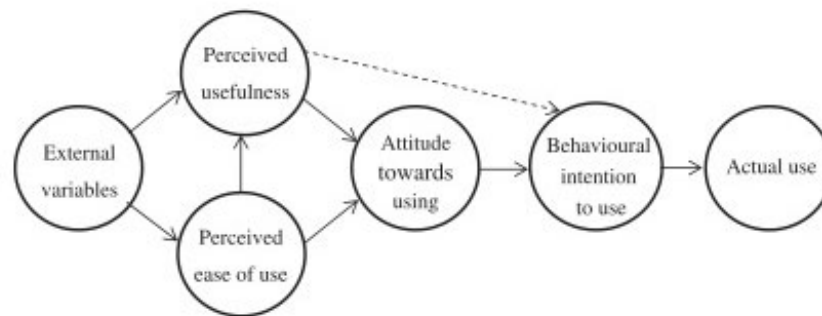 Perceived
usefulness
External
variables
Perceived
ease of use
Attitude
towards
using
Behavioural
intention
to use
Actual use